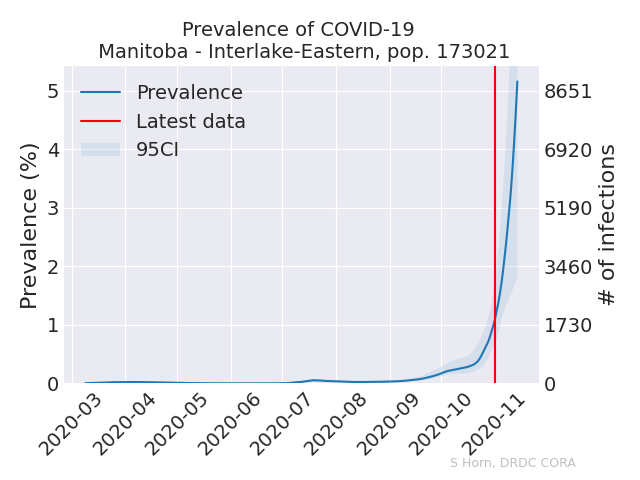 Prevalence of COVID-19
Manitoba - Interlake-Eastern, pop. 173021
Prevalence
Latest data
95CI
Prevalence (%)
5
4
3
2
1
0
8651
6920
5190
3460
1730
0
# of infections
2020-03
2020-04
2020-05
2020-06
2020-07
2020-08
2020-09
2020-10
2020-11
S Horn, DRDC CORA